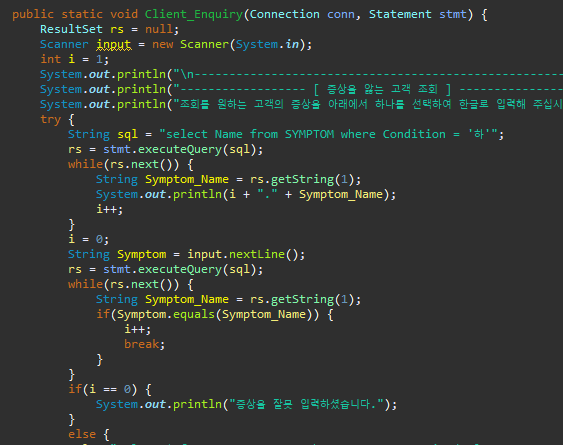 public static void Client_Enquiry(Connection conn, Statement stmt) {
ResultSet rs = null;
Scanner input = new Scanner(System.in);
int i = 1;
System.out.println("\n----------------------------------------------------
System.out.println("------------------ [ 증상을 앓는 고객 조회 ] --------------
System.out.println("조회를 원하는 고객의 증상을 아래에서 하나를 선택하여 한글로 입력해 주십시
try {
String sql = "select Name from SYMPTOM where Condition = '하'";
rs = stmt.executeQuery(sql);
while(rs.next()) {
String Symptom_Name = rs.getString(1);
System.out.println(i + "." + Symptom_Name);
i++;
}
i = 0;
String Symptom = input.nextLine();
rs = stmt.executeQuery(sql);
while(rs.next()) {
String Symptom_Name = rs.getString(1);
if(Symptom.equals(Symptom_Name)) {
i++;
break;
}
}
if(i == 0) {
System.out.println("증상을 잘못 입력하셨습니다.");
}
else {